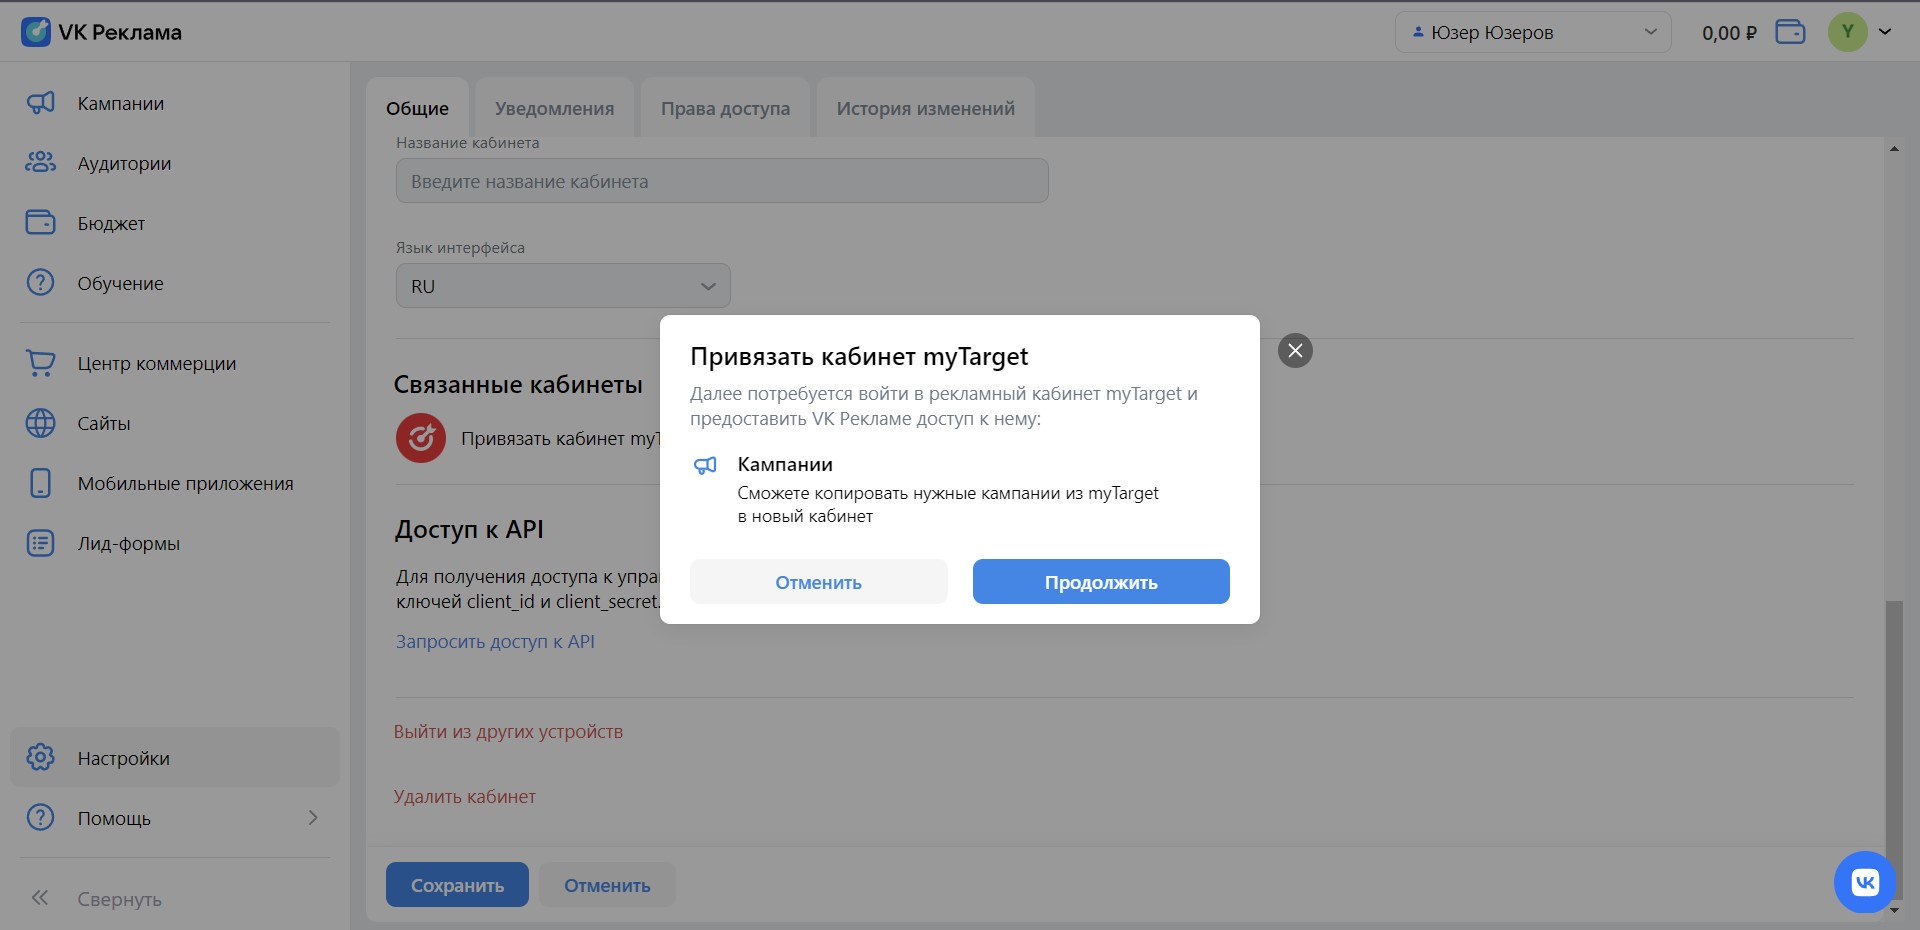 VK Реклама
Юзер Юзеров
0,00 ₽
Y
Кампании
Аудитории
Бюджет
Обучение
Центр коммерции
Сайты
Мобильные приложения
Лид-формы
Настройки
Помощь
Свернуть
Общие
Уведомления
Права доступа
История изменений
Название кабинета
Введите название кабинета
Язык интерфейса
RU
Связанные кабинеты
Привязать кабинет
Доступ к API
Для получения доступа к
ключей client_id и client_secret.
Запросить доступ к API
Выйти из других устройств
Удалить кабинет
Сохранить
Отменить
Привязать кабинет myTarget
Далее потребуется войти в рекламный кабинет myTarget и
предоставить VK Рекламе доступ к нему:
Кампании
Сможете копировать нужные кампании из myTarget
в новый кабинет
Отменить
Продолжить
VK